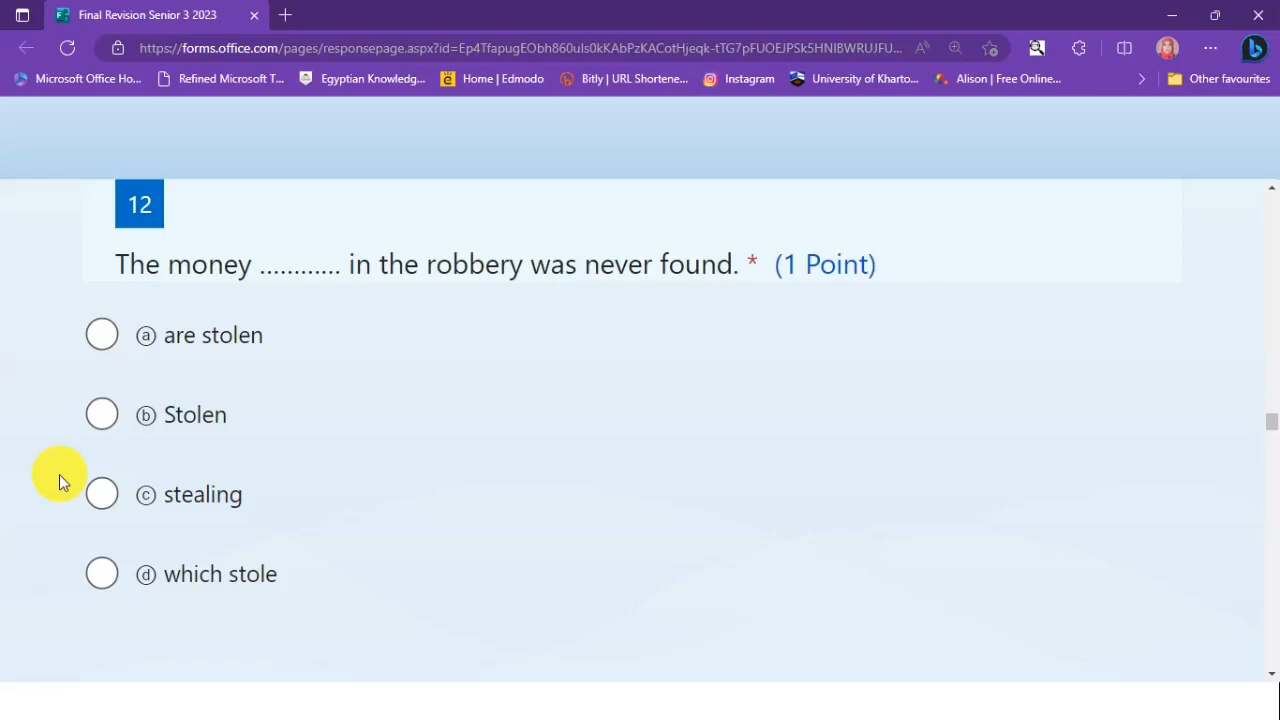 Final Revision Senior 3 2023
https://forms.office.com/pages/responsepage.aspx?id=Ep4TfapugEObh860uls0kKAbPzKACotHjeqk-tTG7pFUOEJPSk5HNlBWRUJFU...
Microsoft Office Ho... Refined Microsoft T... Egyptian Knowledg... Home | Edmodo Bitly | URL Shortene... Instagram University of Kharto... Alison | Free Online... Other favourites
12
The money ............ in the robbery was never found. * (1 Point)
ⓐ are stolen
ⓑ Stolen
ⓒ stealing
ⓓ which stole